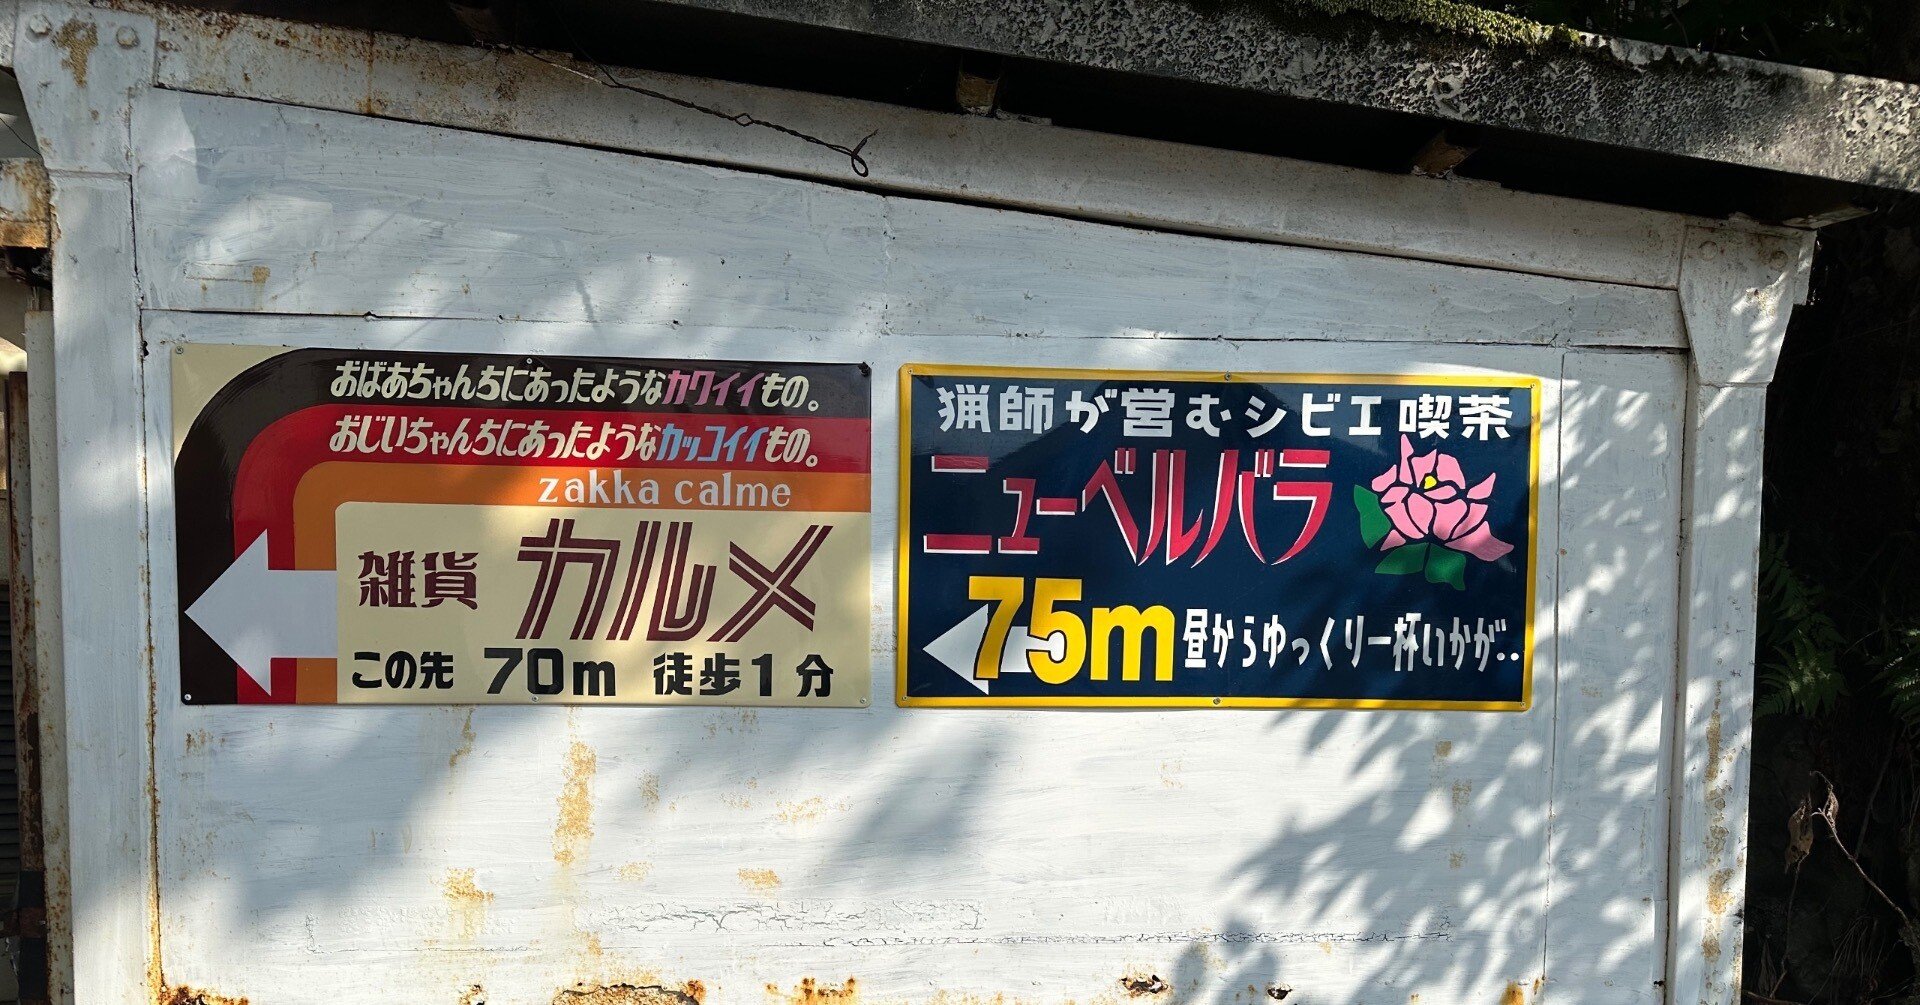 おばあちゃんちにあったようなカワイイもの。
おじいちゃんちにあったようなカッコイイもの。
zakka calme
雑貨 カルメ
この先 70m 徒歩1分
猟師が営むジビエ喫茶
ニューベルバラ
75m 昼からゆっくり一杯いかが..